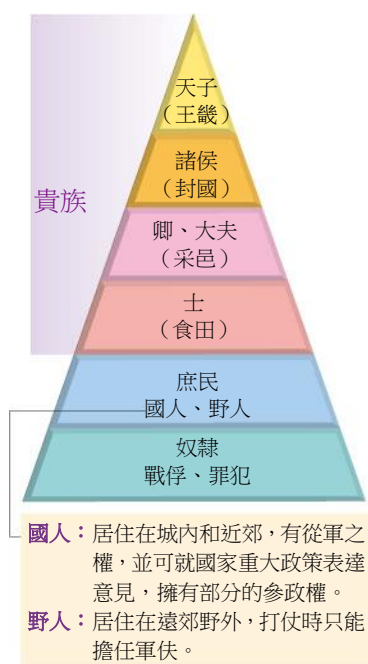 天子
（王畿）
諸侯
（封國）
貴族
卿、大夫
（采邑）
士
（食田）
庶民
國人、野人
奴隸
戰俘、罪犯
國人：居住在城內和近郊，有從軍之
權，並可就國家重大政策表達
意見，擁有部分的參政權。
野人：居住在遠郊野外，打仗時只能
擔任軍伕。